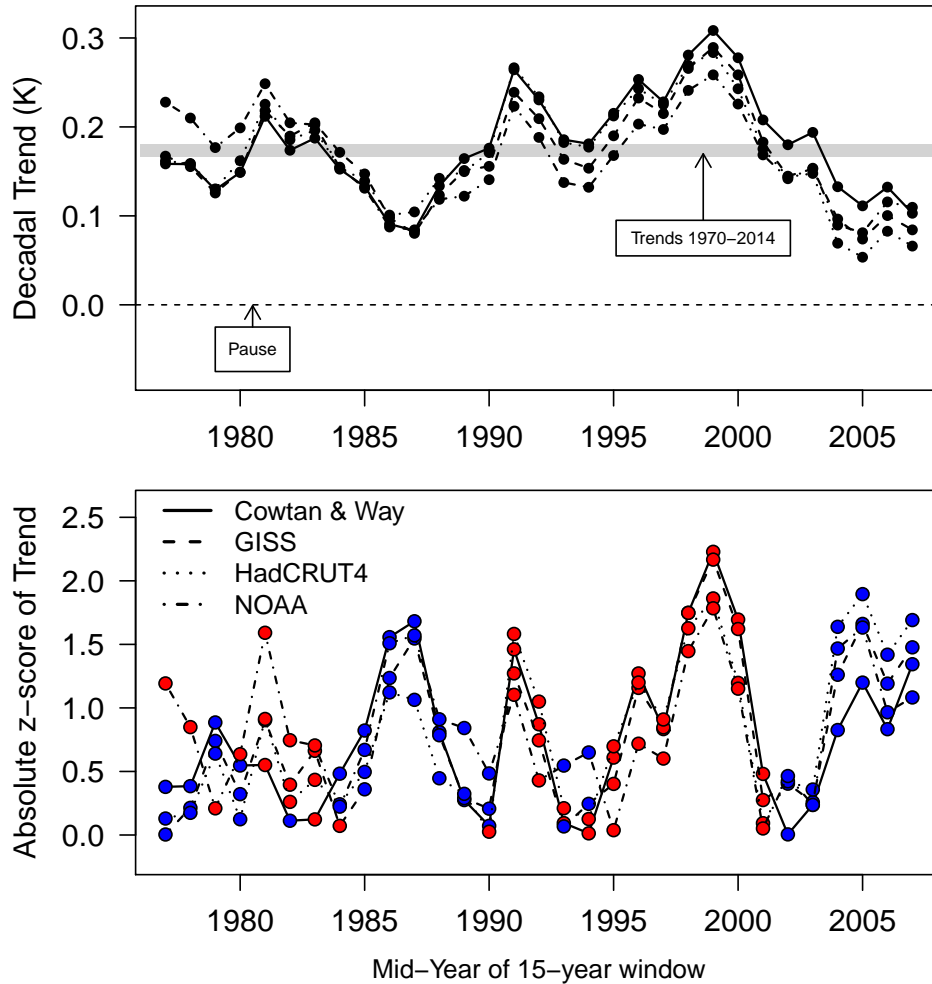 Decadal Trend (K)
0.3
0.2
0.1
0.0
Trends 1970−2014
Pause
1980 1985 1990 1995 2000 2005
Absolute z−score of Trend
2.5
2.0
1.5
1.0
0.5
0.0
Cowtan & Way
GISS
HadCRUT4
NOAA
1980 1985 1990 1995 2000 2005
Mid−Year of 15−year window